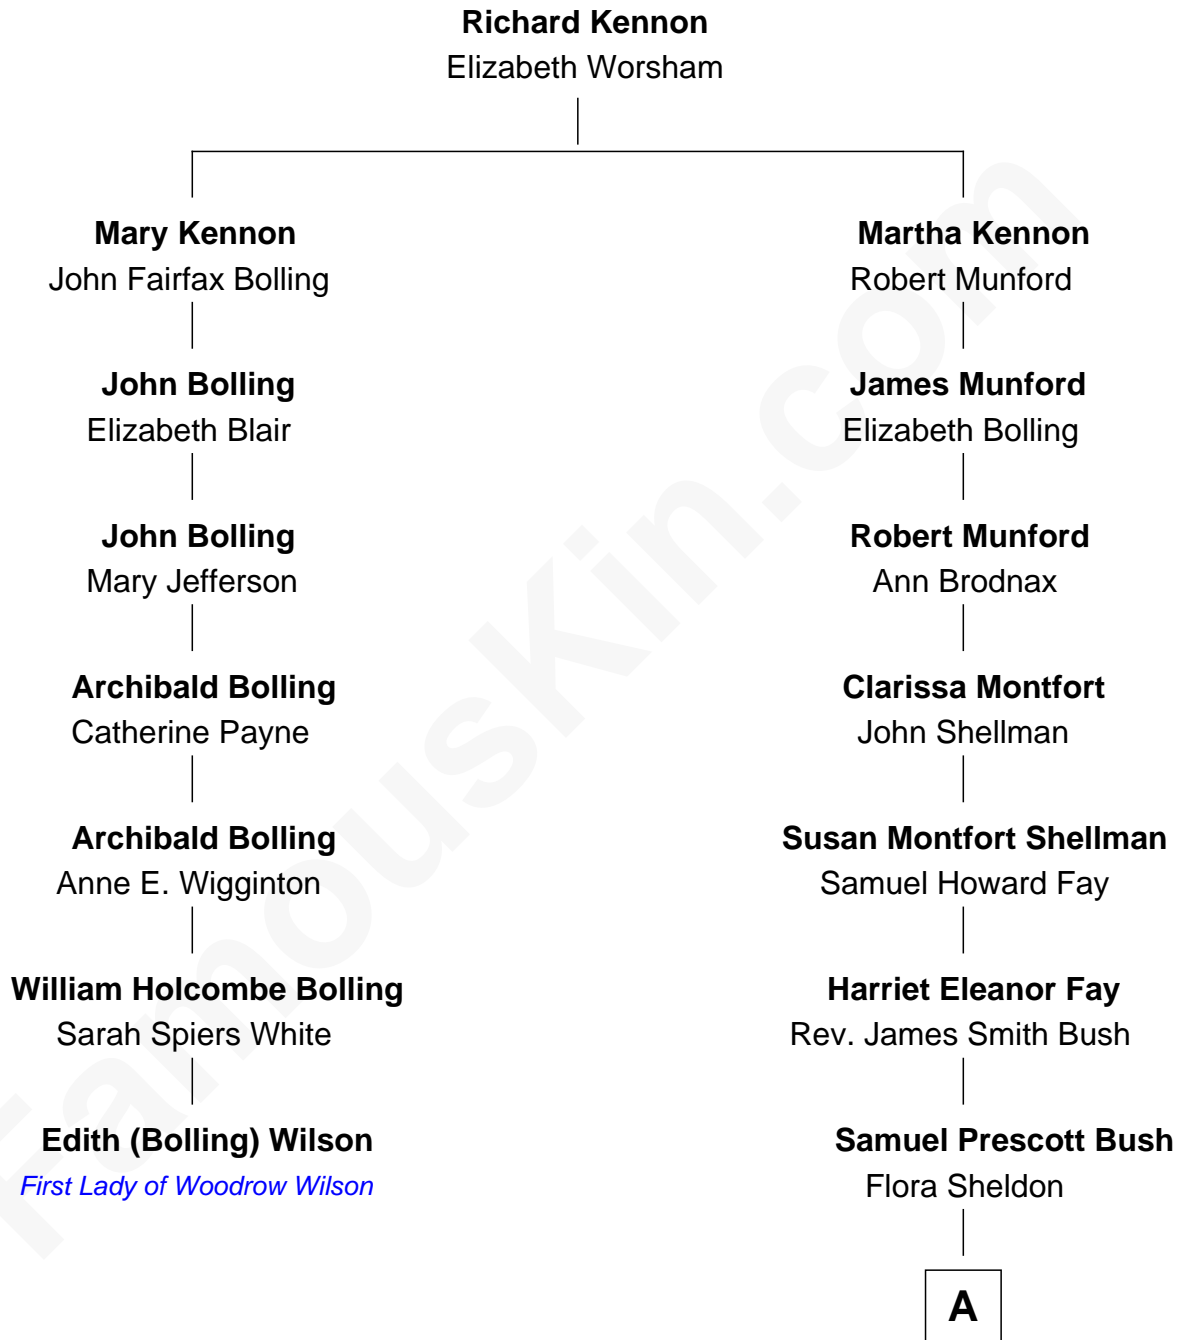 Richard Kennon
Elizabeth Worsham
Mary Kennon
John Fairfax Bolling
Martha Kennon
Robert Munford
John Bolling
Elizabeth Blair
James Munford
Elizabeth Bolling
John Bolling
Mary Jefferson
Robert Munford
Ann Brodnax
Archibald Bolling
Catherine Payne
Clarissa Montfort
John Shellman
Archibald Bolling
Anne E. Wigginton
Susan Montfort Shellman
Samuel Howard Fay
William Holcombe Bolling
Sarah Spiers White
Harriet Eleanor Fay
Rev. James Smith Bush
Edith (Bolling) Wilson
First Lady of Woodrow Wilson
Samuel Prescott Bush
Flora Sheldon
A
FamousKin.com